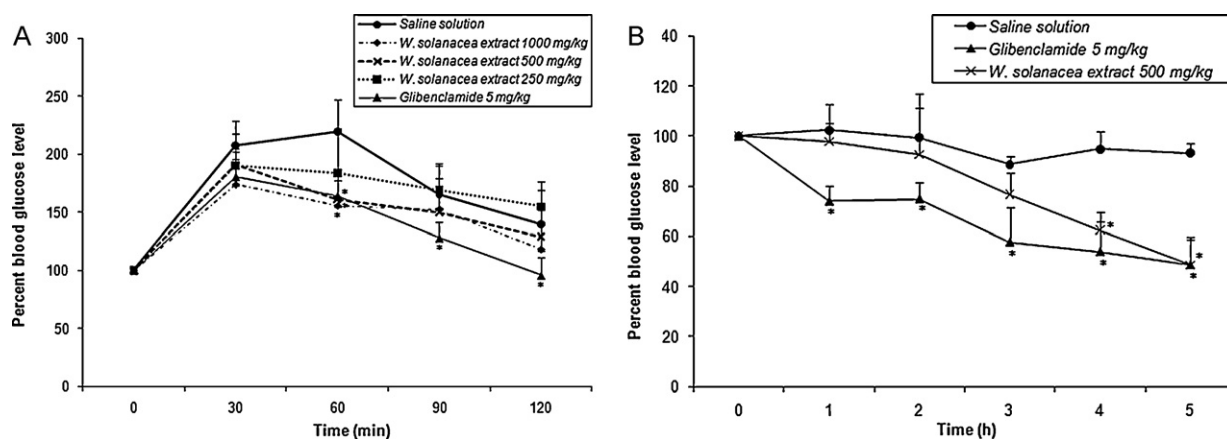 A
Saline solution
W. solanacea extract 1000 mg/kg
W. solanacea extract 500 mg/kg
W. solanacea extract 250 mg/kg
Glibenclamide 5 mg/kg
Percent blood glucose level
300
250
200
150
100
50
0
0 30 60 90 120
Time (min)
* * * *
B
Saline solution
Glibenclamide 5 mg/kg
W. solanacea extract 500 mg/kg
Percent blood glucose level
40
20
100
80
60
40
20
0
0 1 2 3 4 5
Time (h)
* * * * * * *